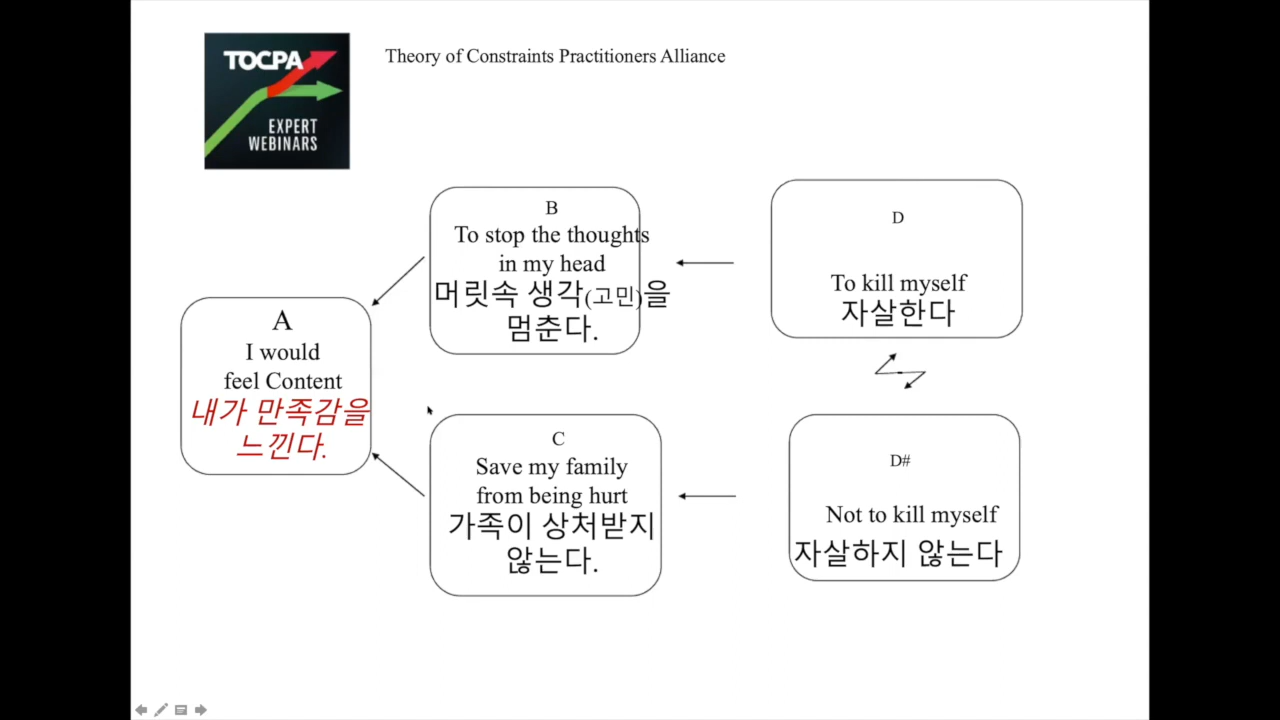 TOCPA
EXPERT
WEBINARS
Theory of Constraints Practitioners Alliance
A
I would
feel Content
내가 만족감을
느낀다.
B
To stop the thoughts
in my head
머릿속 생각(고민)을
멈춘다.
C
Save my family
from being hurt
가족이 상처받지
않는다.
D
To kill myself
자살한다
D#
Not to kill myself
자살하지 않는다